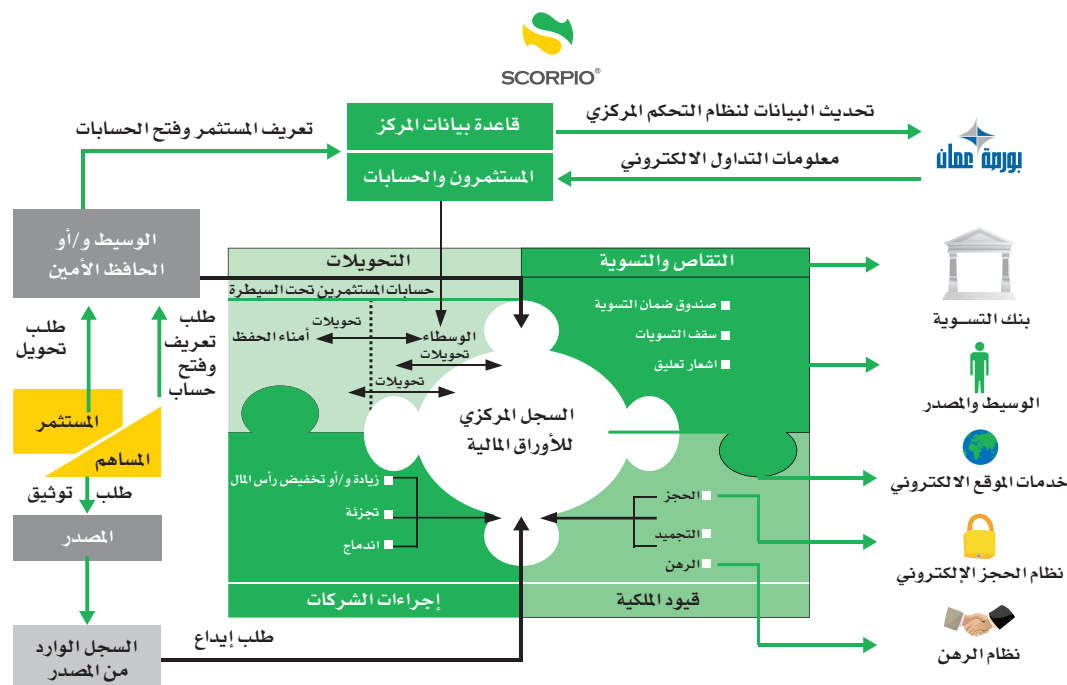 SCORPIO®
قاعدة بيانات المركز
المستثمرون والحسابات
تعريف المستثمر وفتح الحسابات
تحديث البيانات لنظام التحكم المركزي
معلومات التداول الالكتروني
بورصة عمان
الوسيط و/أو
الحافظ الأمين
التحويلات
التقاص والتسوية
حسابات المستثمرين تحت السيطرة
صندوق ضمان التسوية
سقف التسويات
اشعار تعليق
تحويلات
الوسطاء
أمناء الحفظ
تحويلات
تحويلات
السجل المركزي
للأوراق المالية
بنك التسـوية
الوسيط والمصدر
خدمات الموقع الالكتروني
نظام الحجز الإلكتروني
نظام الرهن
طلب
تحويل
طلب
تعريف
وفتح
حساب
المستثمر
المساهم
طلب توثيق
المصدر
السجل الوارد
من المصدر
طلب إيداع
زيادة و/أو تخفيض رأس المال
تجزئة
اندماج
الحجز
التجميد
الرهن
إجراءات الشركات
قيود الملكية